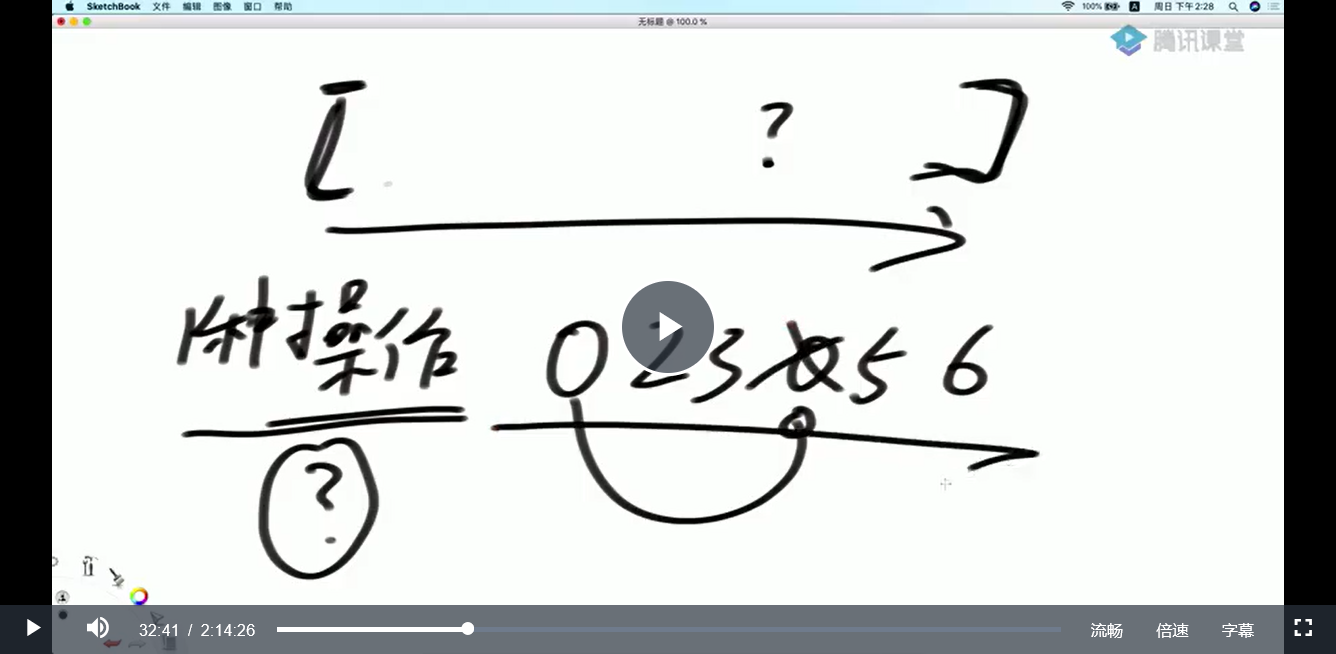 SketchBook 文件 编辑 图像 窗口 帮助 100% A 周日 下午2:28
无标题 @ 100.0 %
腾讯课堂
[ ? ]
种操作 0 2 3 5 6
?
32:41 / 2:14:26 流畅 倍速 字幕